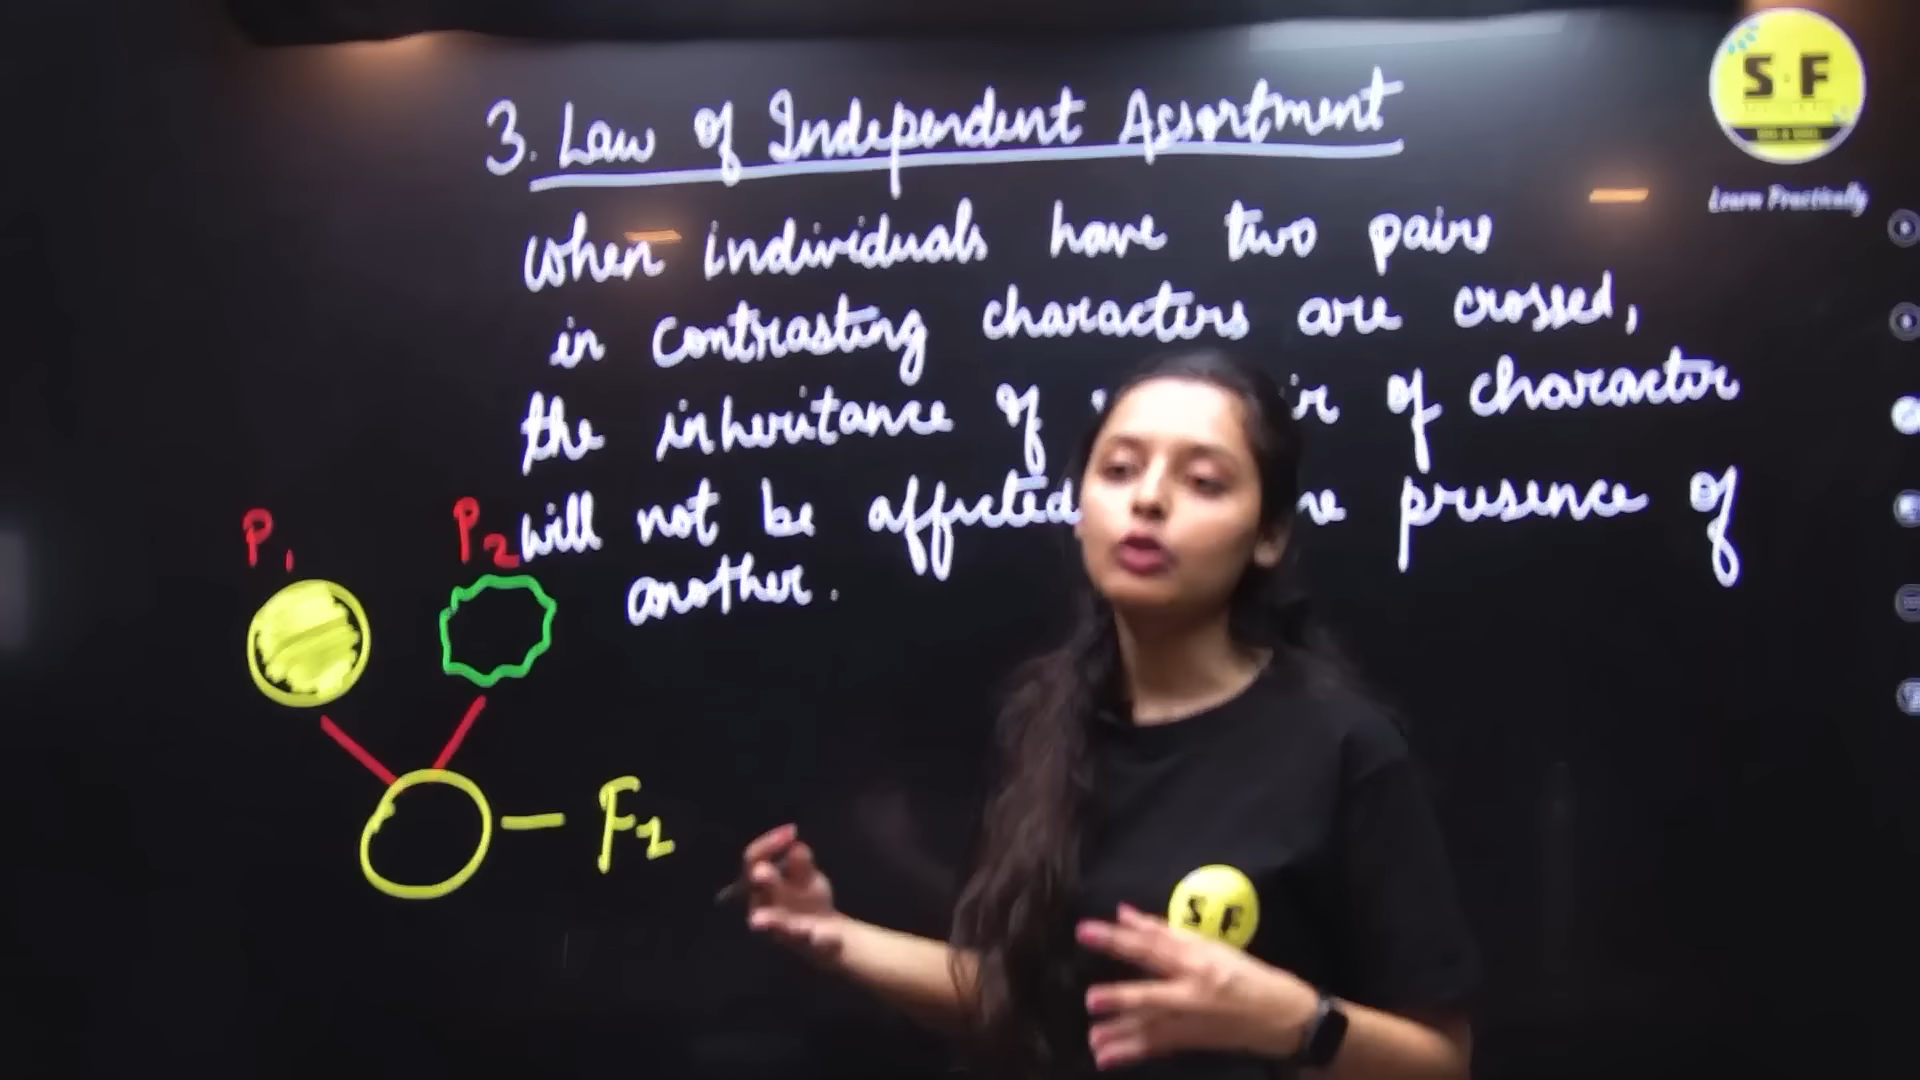 3. Law of Independent Assortment
When individuals have two pairs
in contrasting characters are crossed,
the inheritance of of character
will not be affected presence of
another.
P1
P2
F1
S.F
Learn Practically
S F